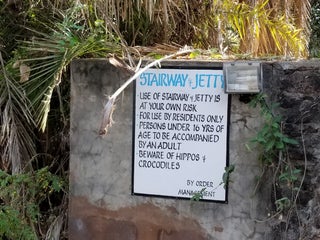 STAIRWAY & JETTY
• USE OF STAIRWAY & JETTY IS
AT YOUR OWN RISK
• FOR USE BY RESIDENTS ONLY
• PERSONS UNDER 16 YRS OF
AGE TO BE ACCOMPANIED
BY AN ADULT
• BEWARE OF HIPPOS &
CROCODILES
BY ORDER
MANAGEMENT